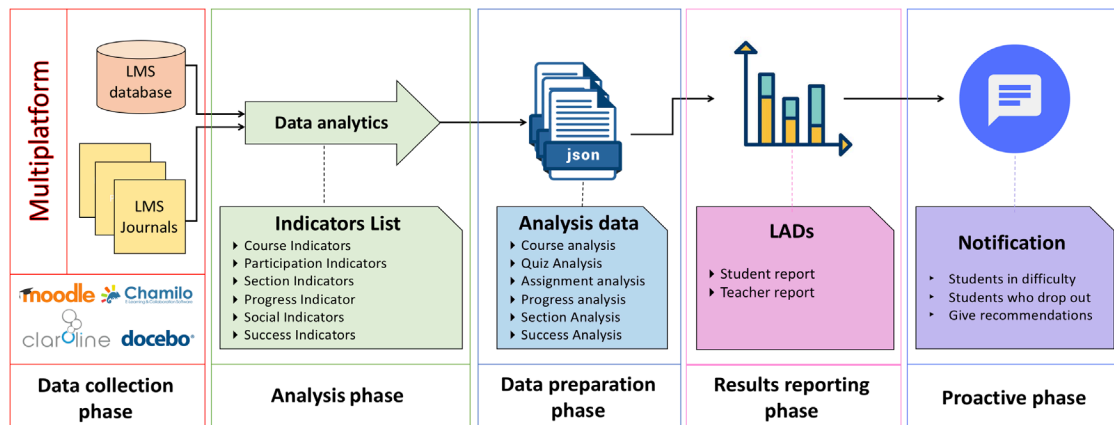 Multiplatform
LMS
database
LMS
Journals
moodle
Chamilo
E-Learning & Collaboration Software
claroline
docebo®
Data collection
phase
Data analytics
Indicators List
Course Indicators
Participation Indicators
Section Indicators
Progress Indicator
Social Indicators
Success Indicators
Analysis phase
json
Analysis data
Course analysis
Quiz Analysis
Assignment analysis
Progress analysis
Section Analysis
Success Analysis
Data preparation
phase
LADs
Student report
Teacher report
Results reporting
phase
Notification
Students in difficulty
Students who drop out
Give recommendations
Proactive phase